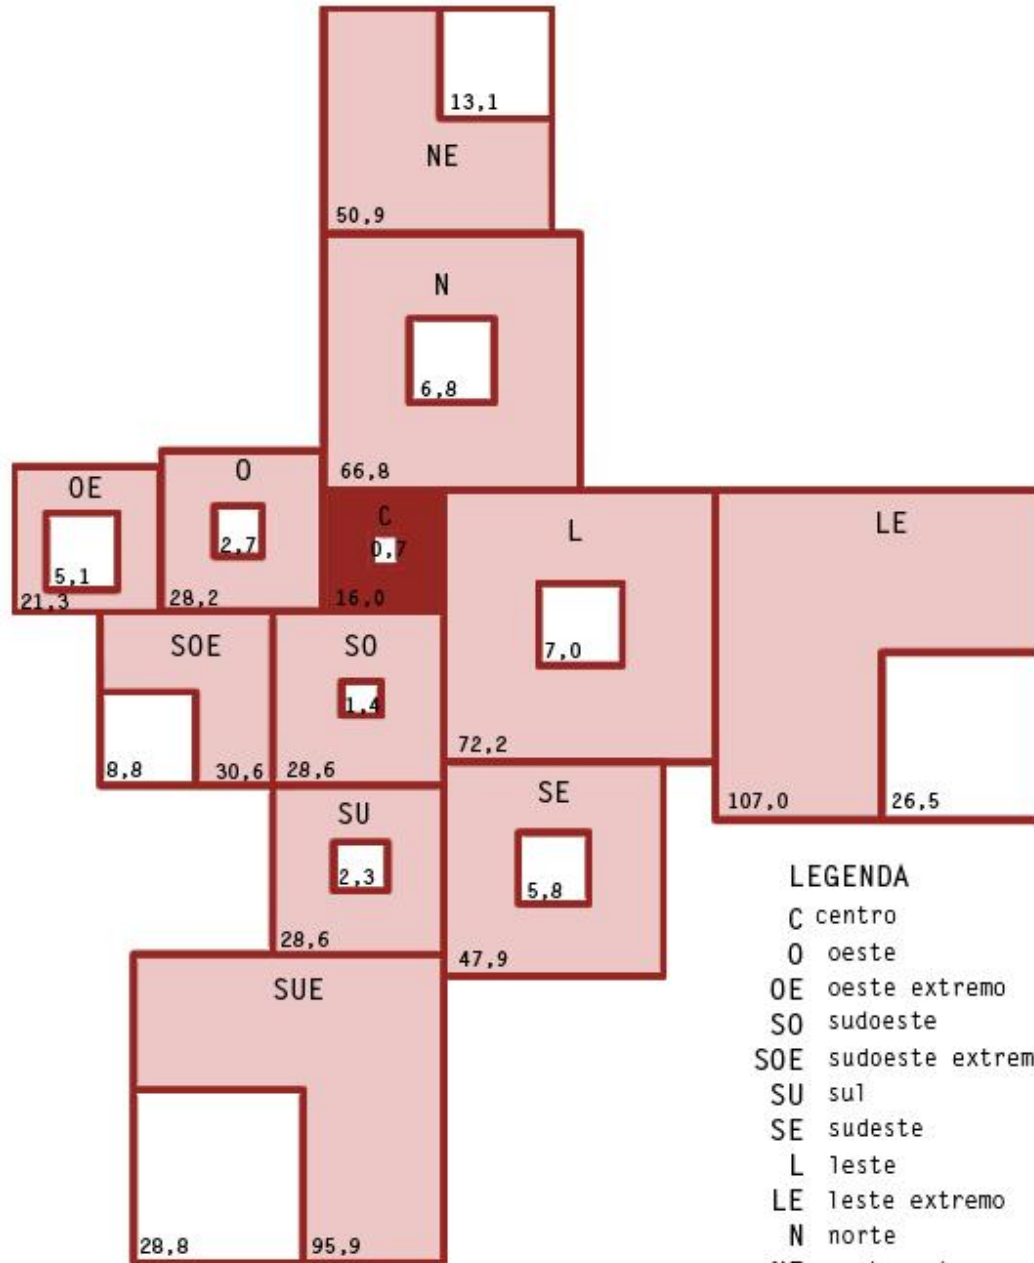 13,1
NE
50,9
N
6,8
66,8
O
2,7
28,2
OE
5,1
21,3
C
0,7
16,0
L
7,0
72,2
LE
107,0
26,5
SOE
8,8
30,6
SO
1,4
28,6
SU
2,3
28,6
SE
5,8
47,9
SUE
28,8
95,9
LEGENDA
C centro
O oeste
OE oeste extremo
SO sudoeste
SOE sudoeste extrem
SU sul
SE sudeste
L leste
LE leste extremo
N norte